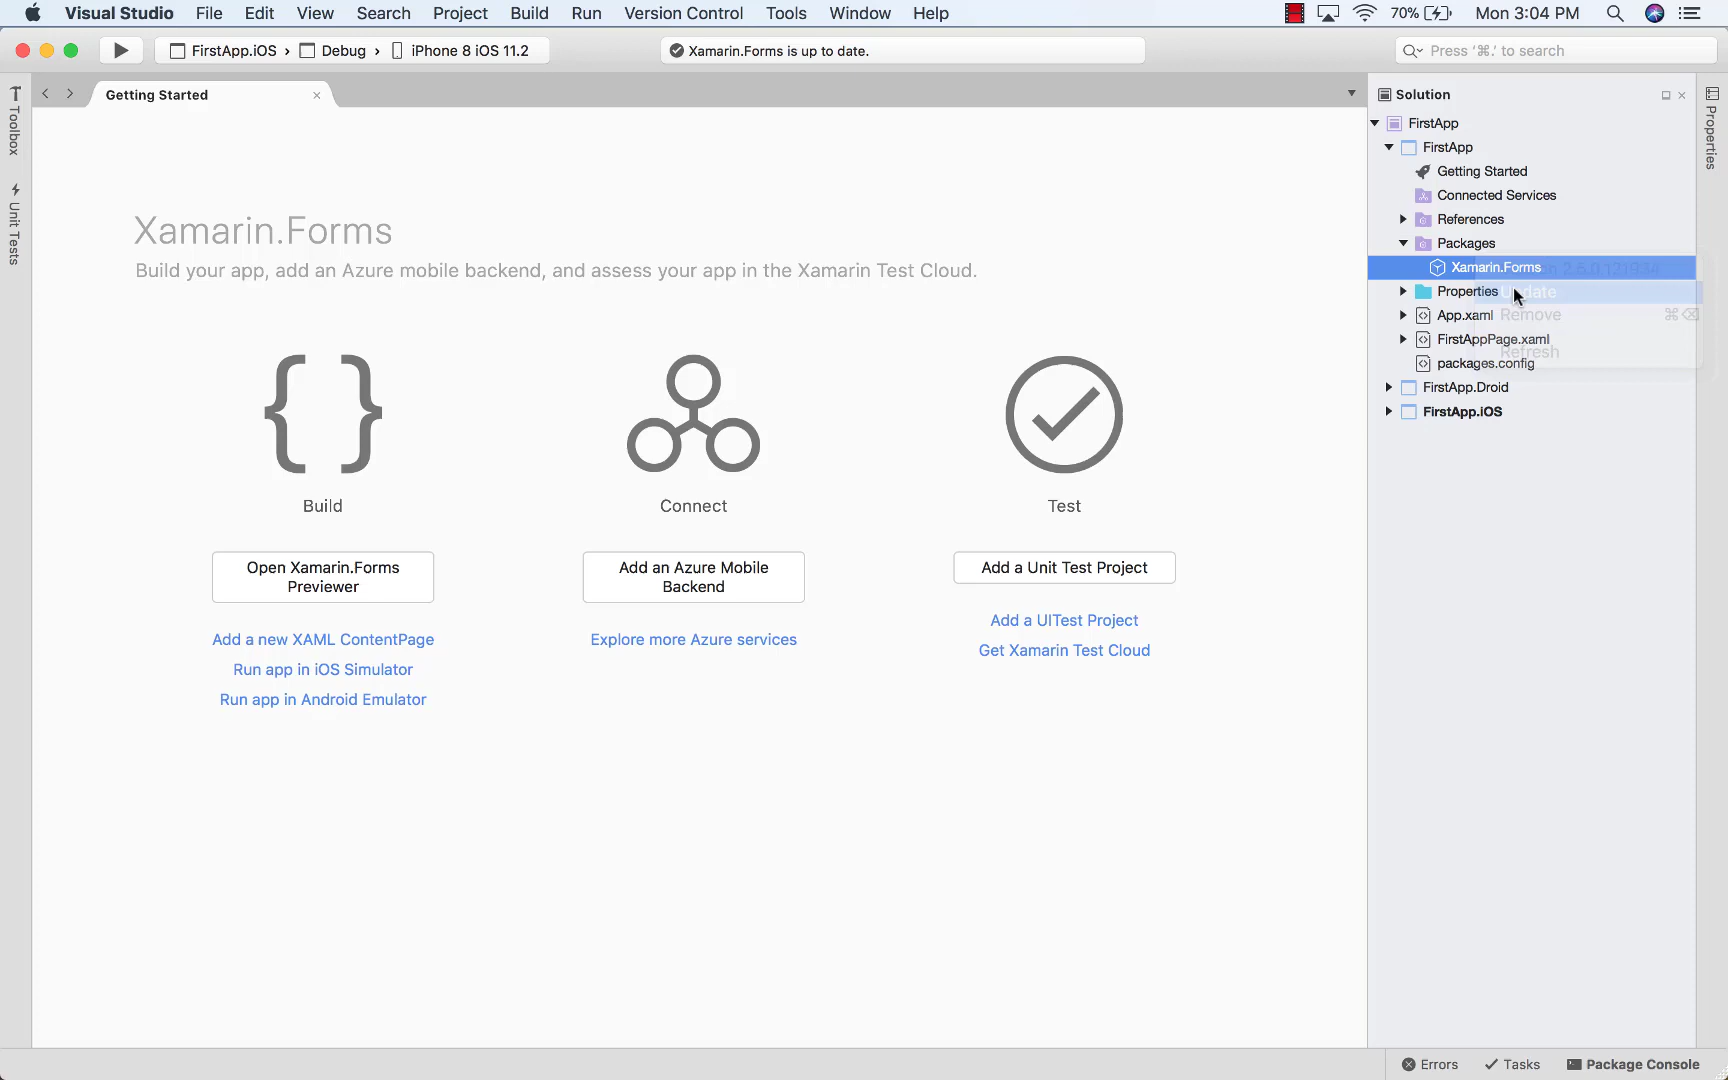 Visual Studio File Edit View Search Project Build Run Version Control Tools Window Help 70% Mon 3:04 PM
FirstApp.iOS › Debug › iPhone 8 iOS 11.2 Xamarin.Forms is up to date. Press '⌘.' to search
Toolbox
Unit Tests
Getting Started
Xamarin.Forms
Build your app, add an Azure mobile backend, and assess your app in the Xamarin Test Cloud.
{ }
Build Connect Test
Open Xamarin.Forms
Previewer
Add a new XAML ContentPage
Run app in iOS Simulator
Run app in Android Emulator
Add an Azure Mobile
Backend
Explore more Azure services
Add a Unit Test Project
Add a UITest Project
Get Xamarin Test Cloud
Solution
FirstApp
FirstApp
Getting Started
Connected Services
References
Packages
Xamarin.Forms
Properties Update
App.xaml Remove ⌘⌫
FirstAppPage.xaml
Refresh
packages.config
FirstApp.Droid
FirstApp.iOS
Properties
Errors Tasks Package Console